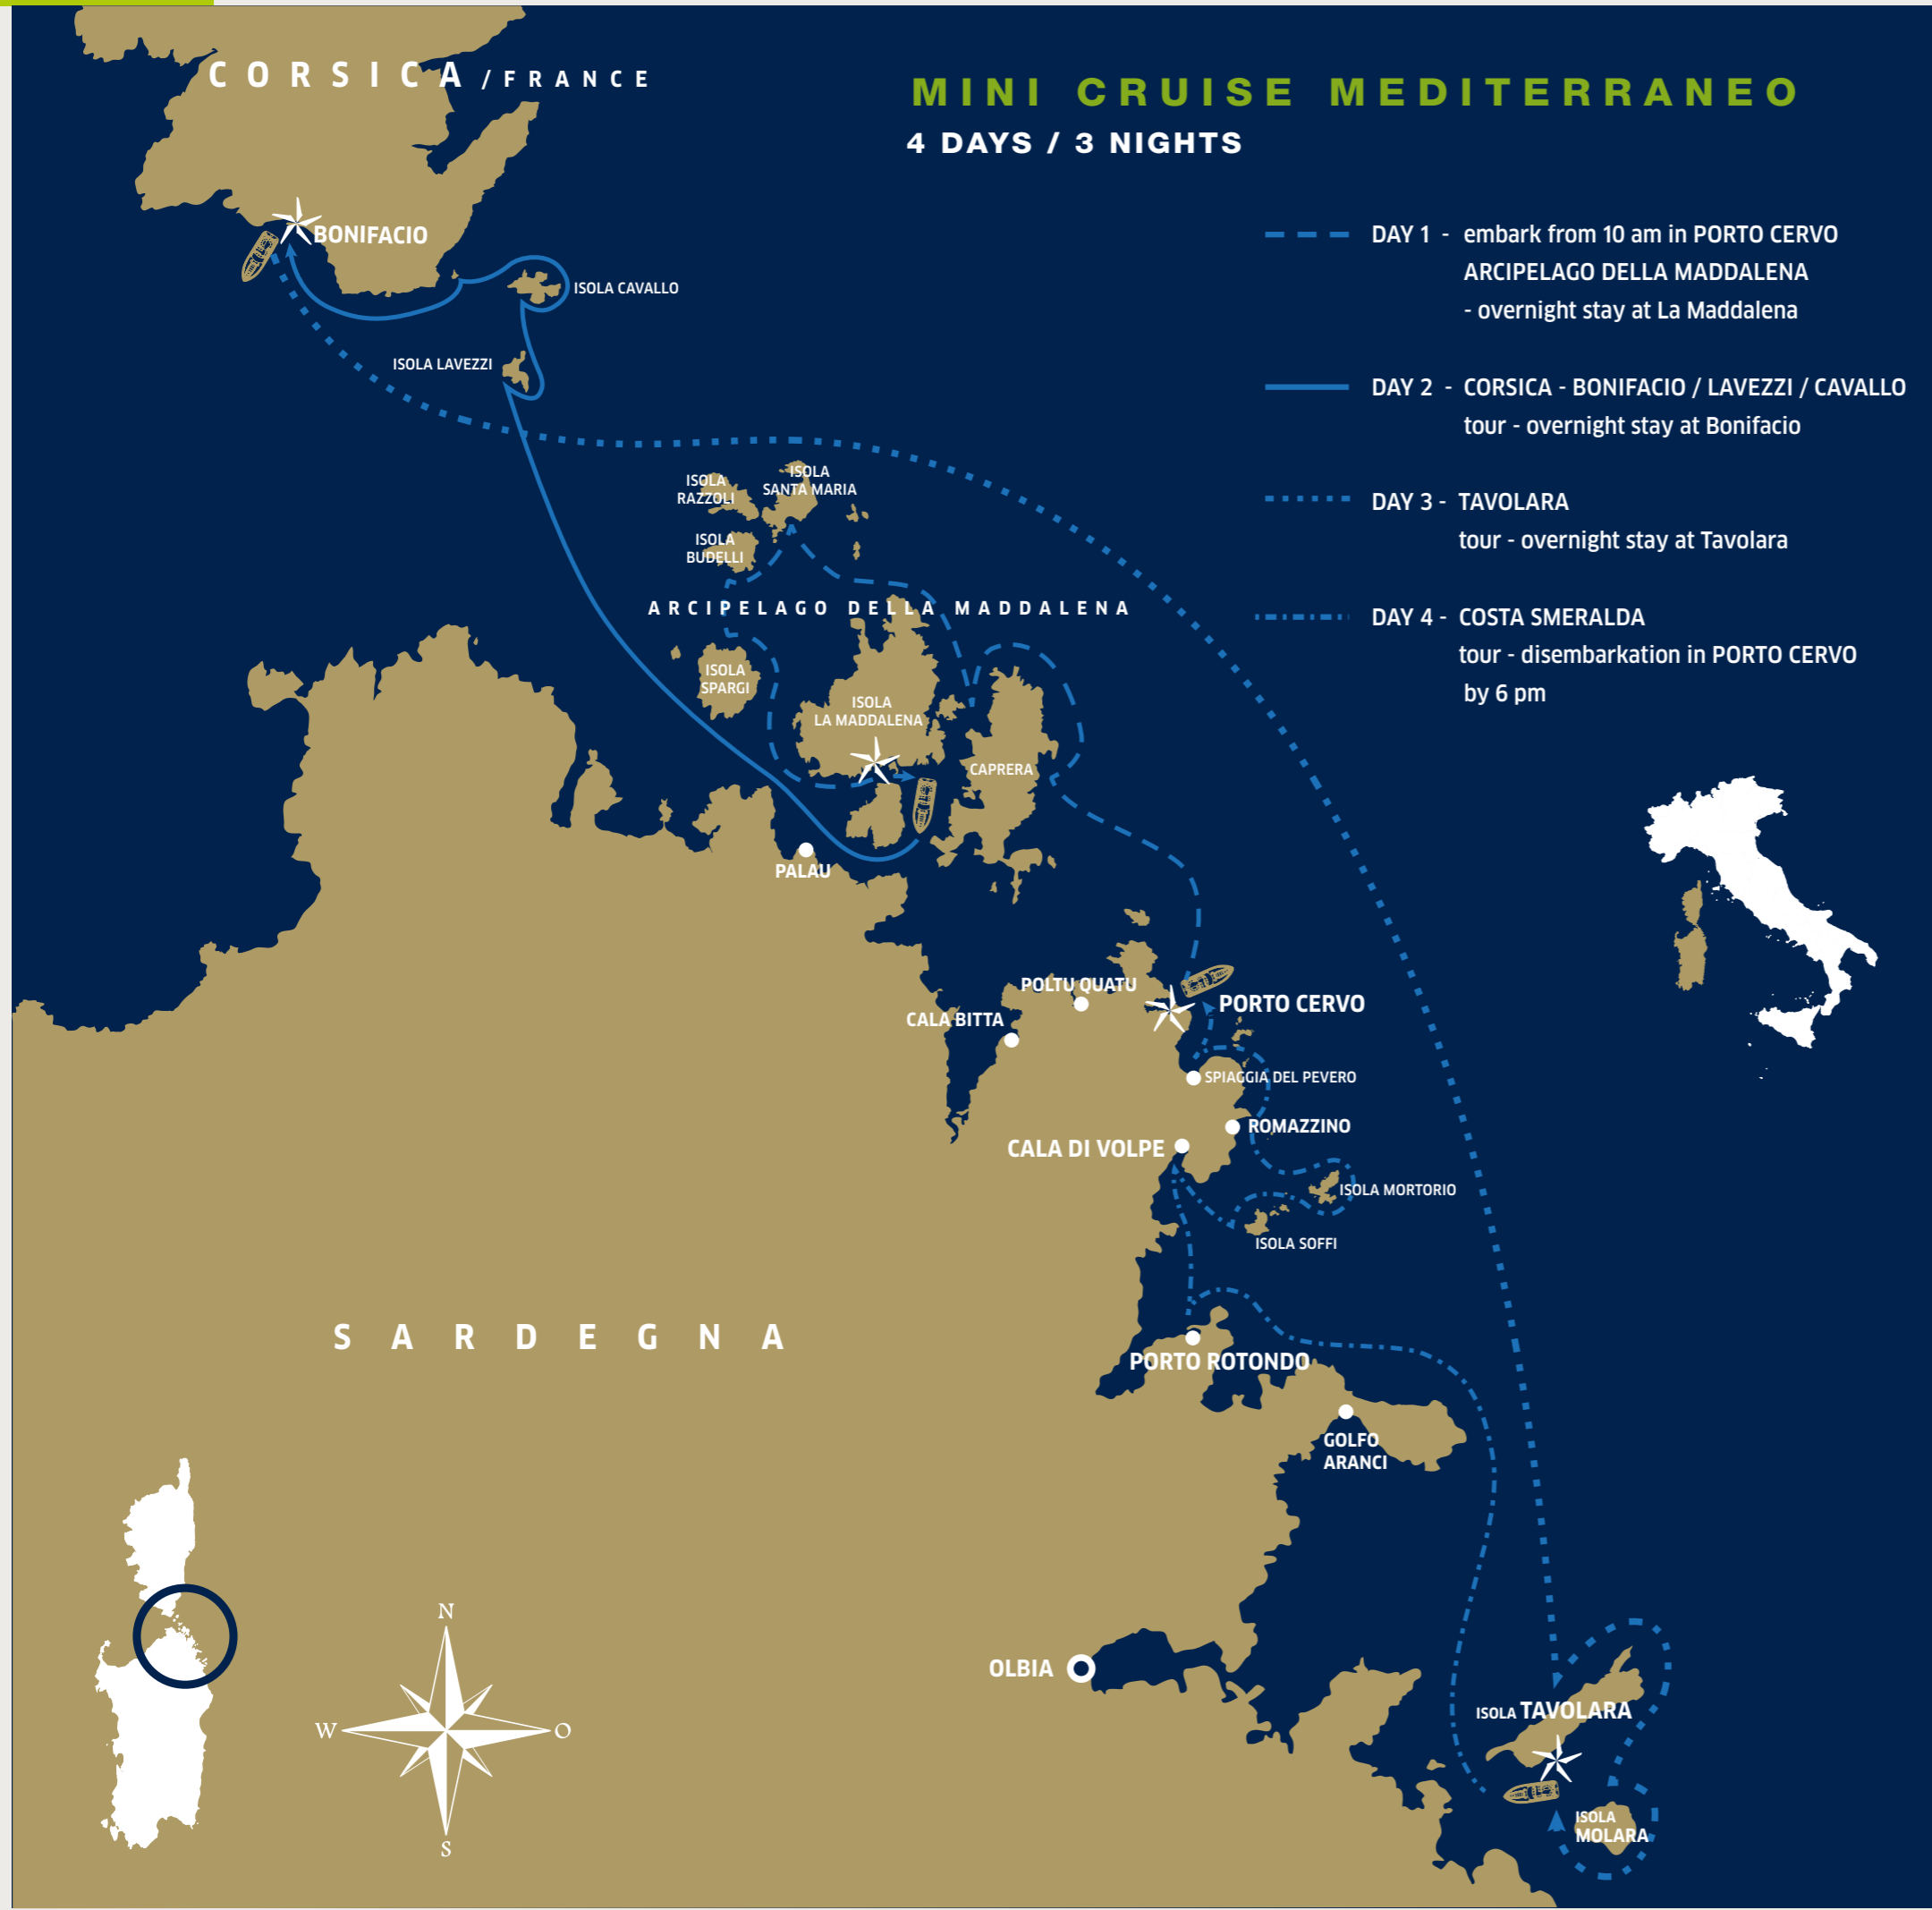 CORSICA / FRANCE
MINI CRUISE MEDITERRANEO
4 DAYS / 3 NIGHTS
DAY 1 - embark from 10 am in PORTO CERVO
ARCIPELAGO DELLA MADDALENA
- overnight stay at La Maddalena
DAY 2 - CORSICA - BONIFACIO / LAVEZZI / CAVALLO
tour - overnight stay at Bonifacio
DAY 3 - TAVOLARA
tour - overnight stay at Tavolara
DAY 4 - COSTA SMERALDA
tour - disembarkation in PORTO CERVO
by 6 pm
BONIFACIO
ISOLA CAVALLO
ISOLA LAVEZZI
ISOLA
RAZZOLI
ISOLA
SANTA MARIA
ISOLA
BUDELLI
ARCIPELAGO DELLA MADDALENA
ISOLA
SPARGI
ISOLA
LA MADDALENA
CAPRERA
PALAU
POLTU QUATU
CALA BITTA
PORTO CERVO
SPIAGGIA DEL PEVERO
ROMAZZINO
CALA DI VOLPE
ISOLA MORTORIO
ISOLA SOFFI
SARDEGNA
PORTO ROTONDO
GOLFO
ARANCI
OLBIA
ISOLA TAVOLARA
ISOLA
MOLARA
N
W
O
S